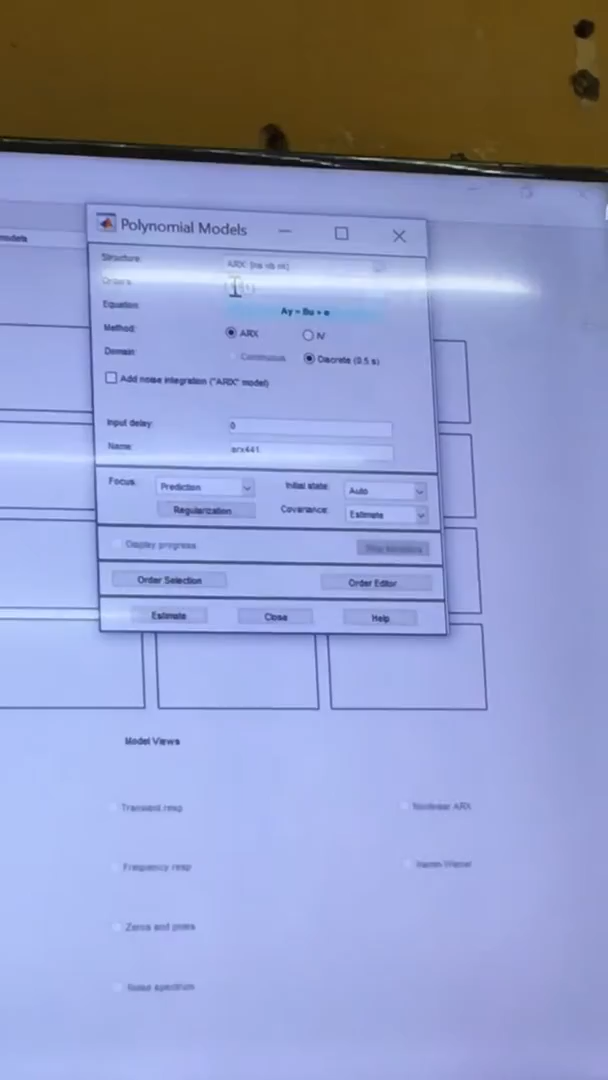 Polynomial Models
models
Structure: ARX: [na nb nk]
Orders:
Equation: Ay = Bu + e
Method: ARX IV
Domain: Continuous Discrete (0.5 s)
Add noise integration ("ARIX" model)
Input delay: 0
Name: arx441
Focus: Prediction Initial state: Auto
Regularization Covariance: Estimate
Display progress Stop Iterations
Order Selection Order Editor
Estimate Close Help
Model Views
Transient resp Nonlinear ARX
Frequency resp Hamm-Wiener
Zeros and poles
Noise spectrum